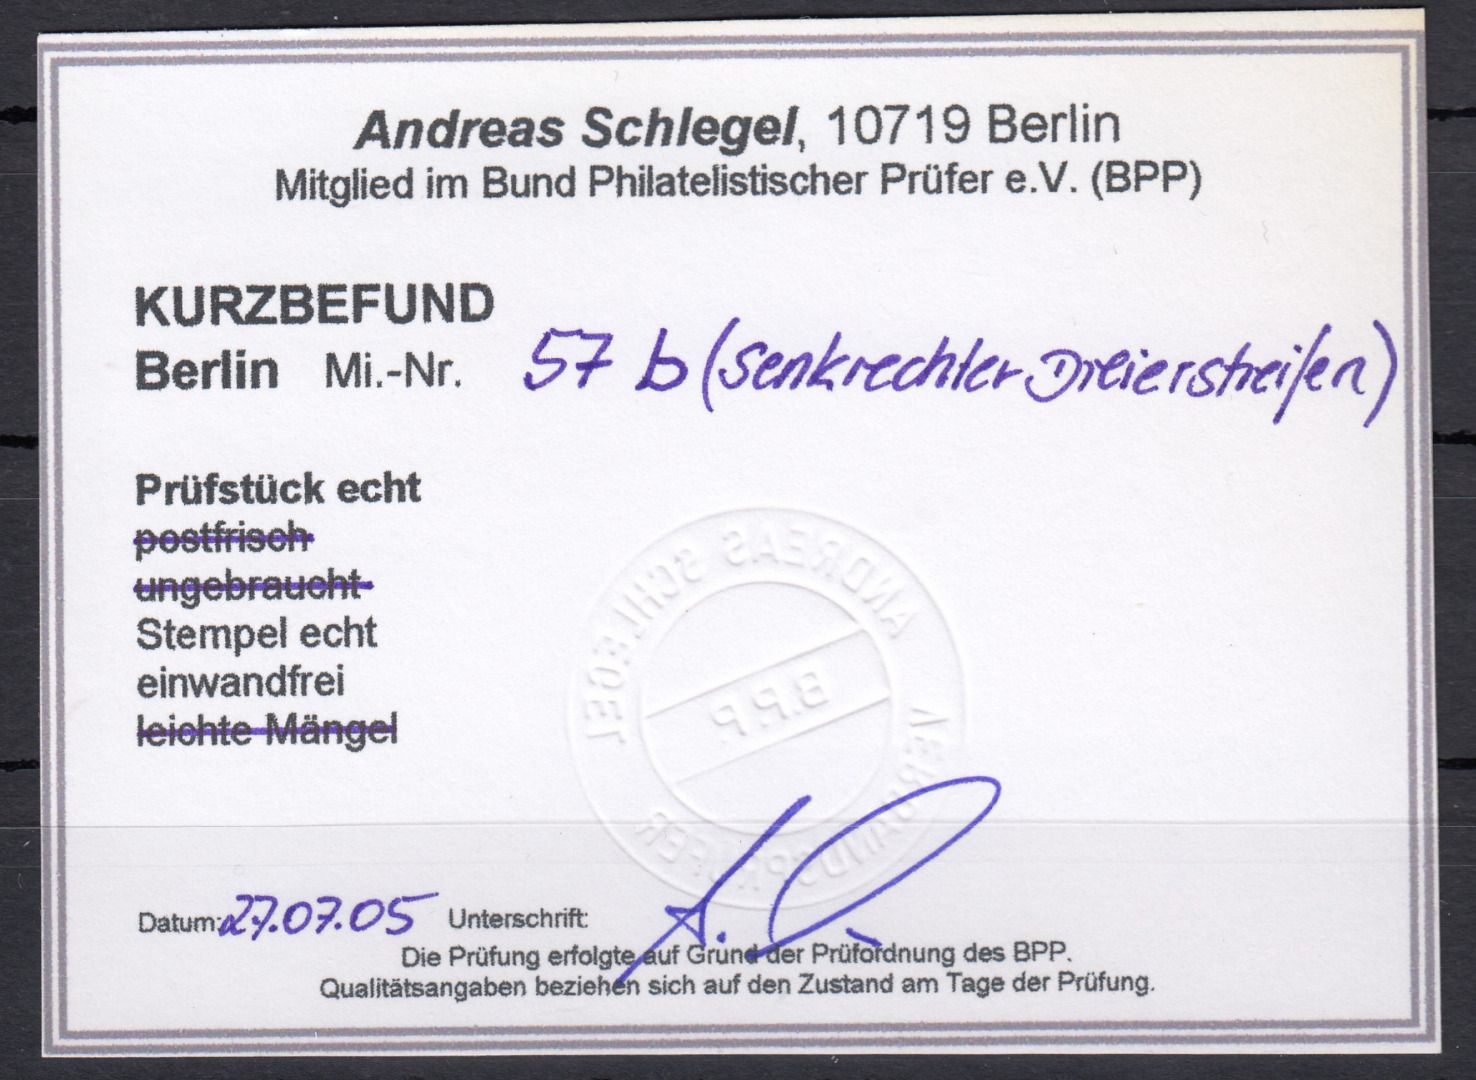 Andreas Schlegel, 10719 Berlin
Mitglied im Bund Philatelistischer Prüfer e.V. (BPP)
KURZBEFUND
Berlin Mi.-Nr. 57 b (senkrechter Dreierstreifen)
Prüfstück echt
postfrisch
ungebraucht
Stempel echt
einwandfrei
leichte Mängel
ANDREAS SCHLEGEL
B.P.P.
VERBANDSPRÜFER
Datum: 27.07.05 Unterschrift:
Die Prüfung erfolgte auf Grund der Prüfordnung des BPP.
Qualitätsangaben beziehen sich auf den Zustand am Tage der Prüfung.